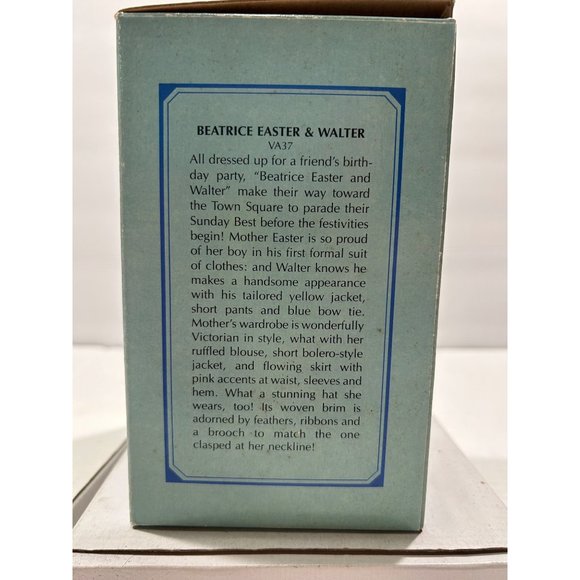 BEATRICE EASTER & WALTER
VA37
All dressed up for a friend's birth-
day party, "Beatrice Easter and
Walter" make their way toward
the Town Square to parade their
Sunday Best before the festivities
begin! Mother Easter is so proud
of her boy in his first formal suit
of clothes: and Walter knows he
makes a handsome appearance
with his tailored yellow jacket,
short pants and blue bow tie.
Mother's wardrobe is wonderfully
Victorian in style, what with her
ruffled blouse, short bolero-style
jacket, and flowing skirt with
pink accents at waist, sleeves and
hem. What a stunning hat she
wears, too! Its woven brim is
adorned by feathers, ribbons and
a brooch to match the one
clasped at her neckline!